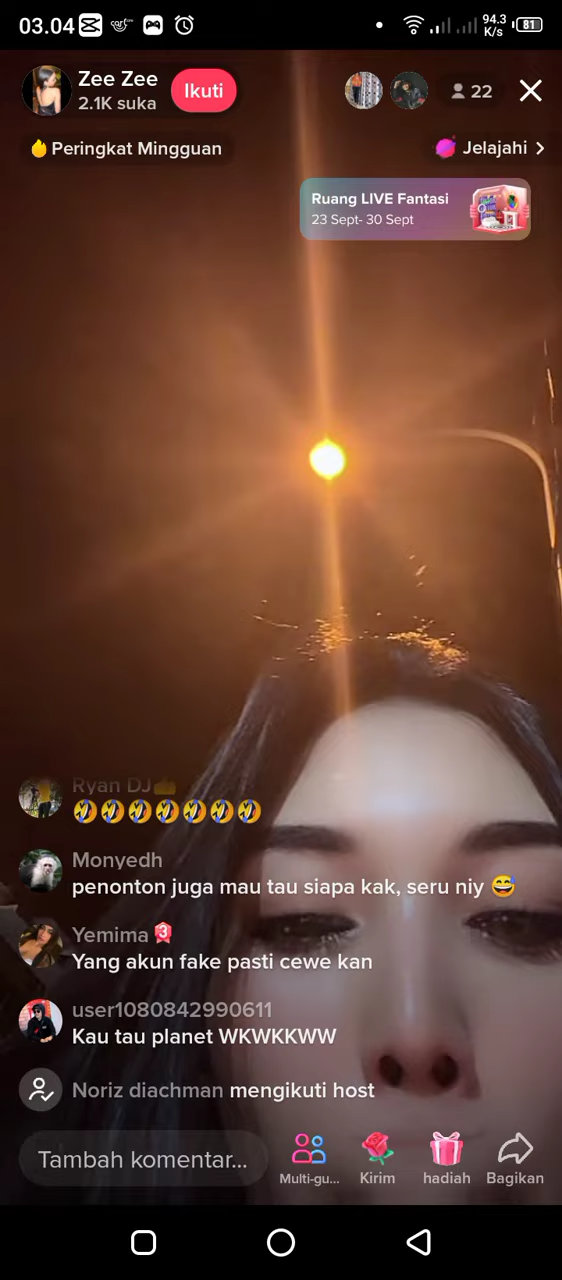 03.04
94.3
K/s
81
Zee Zee
2.1K suka
Ikuti
22
Peringkat Mingguan
Jelajahi
Ruang LIVE Fantasi
23 Sept- 30 Sept
Ryan DJ
Monyedh
penonton juga mau tau siapa kak, seru niy 😅
Yemima 3
Yang akun fake pasti cewe kan
user1080842990611
Kau tau planet WKWKKWW
Noriz diachman mengikuti host
Tambah komentar...
Multi-gu...
Kirim
hadiah
Bagikan